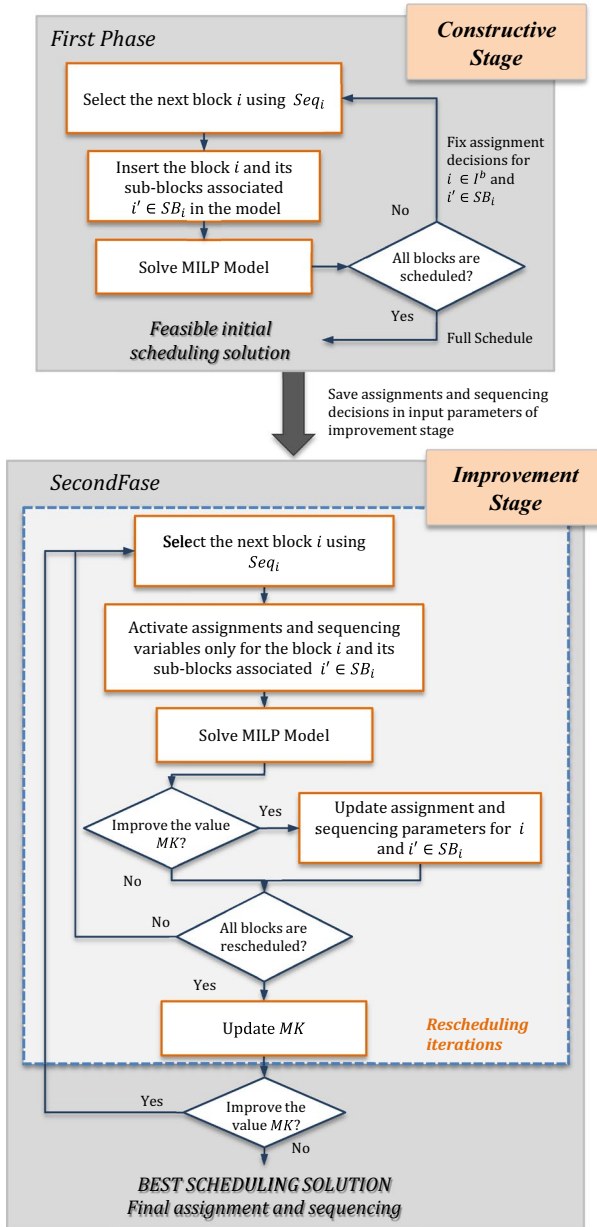 First Phase
Constructive
Stage
Select the next block i using Seq_i
Fix assignment
decisions for
i ∈ I^b and
i′ ∈ SB_i
Insert the block i and its
sub-blocks associated
i′ ∈ SB_i in the model
No
Solve MILP Model
All blocks are
scheduled?
Yes
Feasible initial
scheduling solution
Full Schedule
Save assignments and sequencing
decisions in input parameters of
improvement stage
SecondFase
Improvement
Stage
Select the next block i using
Seq_i
Activate assignments and sequencing
variables only for the block i and its
sub-blocks associated i′ ∈ SB_i
Solve MILP Model
Improve the value
MK?
Yes
Update assignment and
sequencing parameters for i
and i′ ∈ SB_i
No
No
All blocks are
rescheduled?
Yes
Update MK
Rescheduling
iterations
Yes
Improve the
value MK?
No
BEST SCHEDULING SOLUTION
Final assignment and sequencing